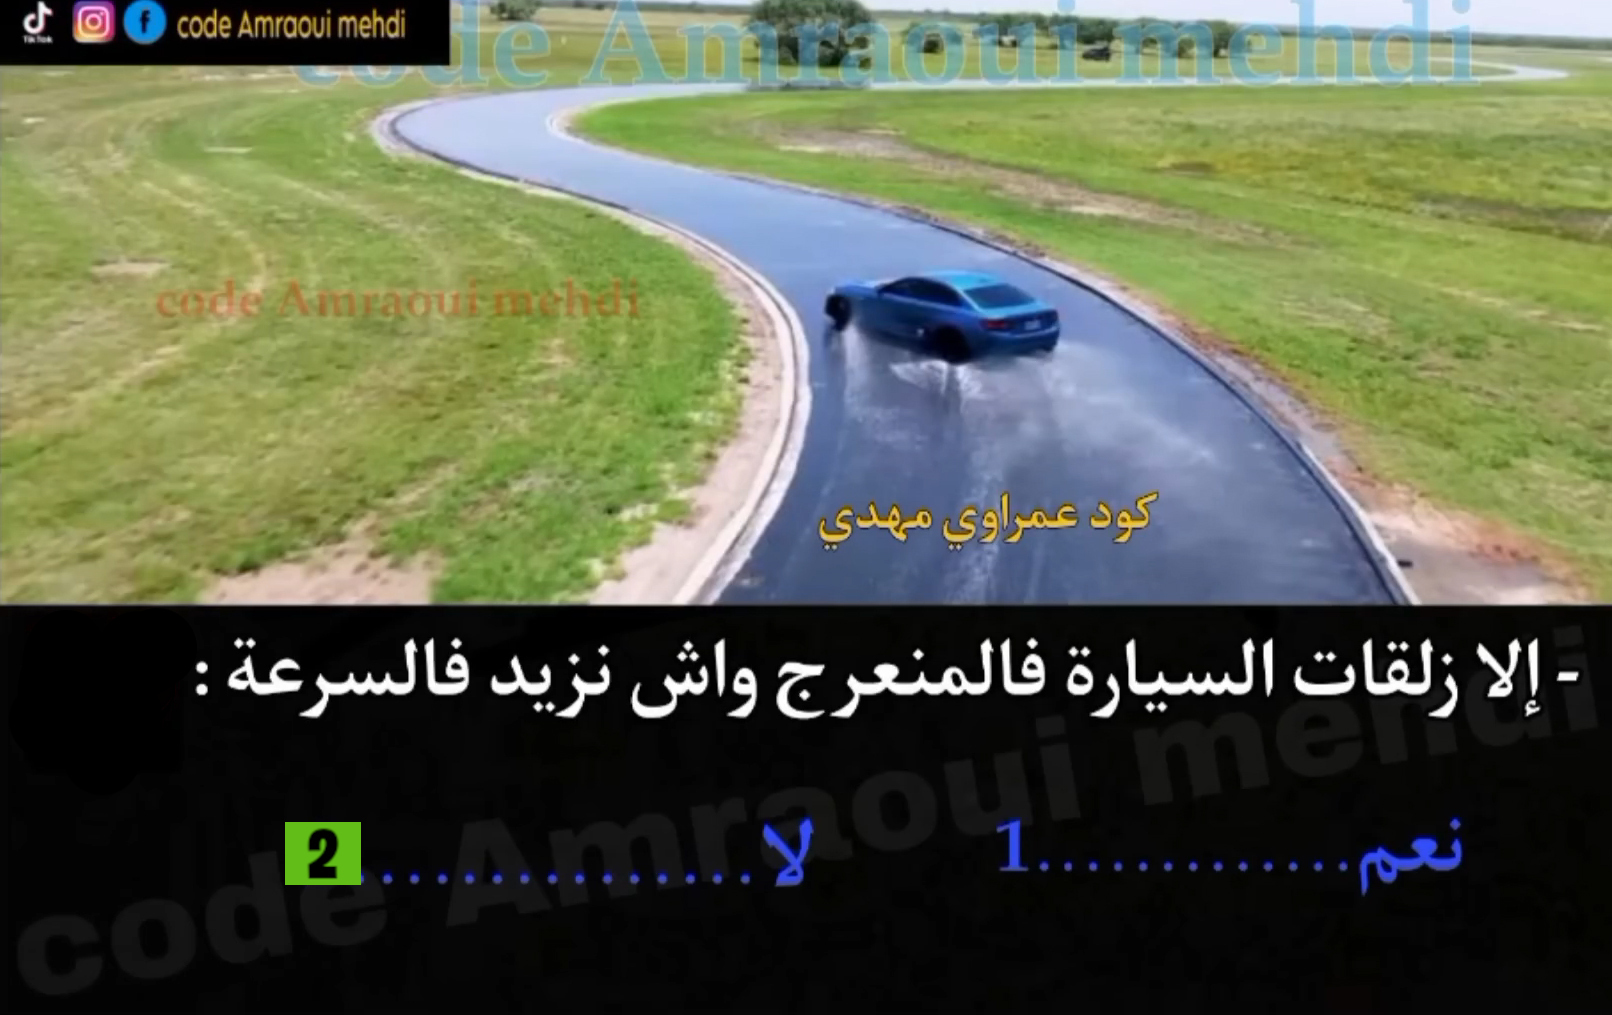 TikTok
code Amraoui mehdi
code Amraoui mehdi
code Amraoui mehdi
كود عمراوي مهدي
- إلا زلقات السيارة فالمنعرج واش نزيد فالسرعة :
نعم.............1 لا................2
code Amraoui mehdi